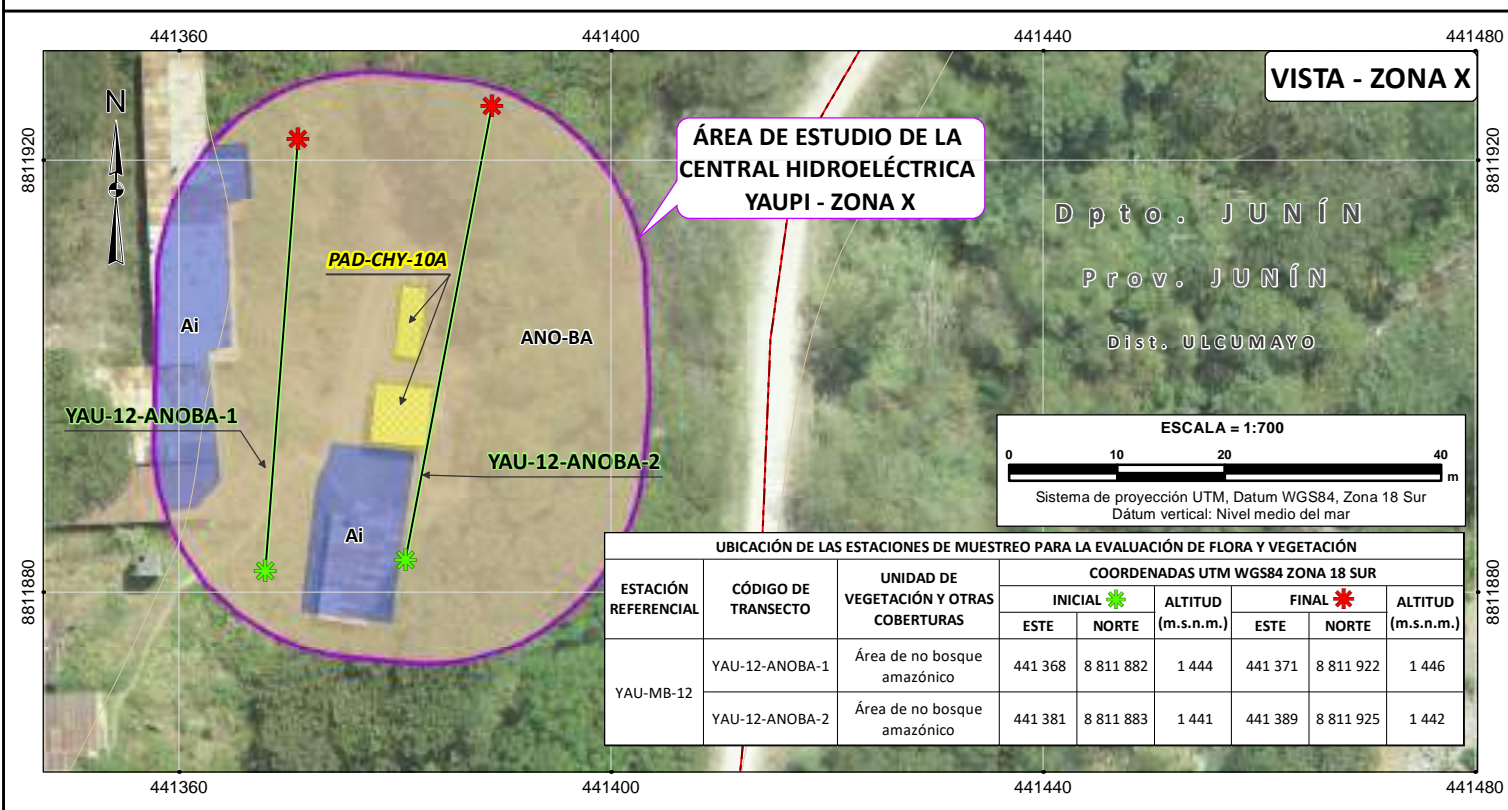 441360 441400 441440 441480
VISTA - ZONA X
N
8811920
8811920
ÁREA DE ESTUDIO DE LA
CENTRAL HIDROELÉCTRICA
YAUPI - ZONA X
Dpto. JUNÍN
Prov. JUNÍN
Dist. ULCUMAYO
PAD-CHY-10A
Ai
ANO-BA
YAU-12-ANOBA-1
YAU-12-ANOBA-2
Ai
ESCALA = 1:700
0 10 20 40
m
Sistema de proyección UTM, Datum WGS84, Zona 18 Sur
Dátum vertical: Nivel medio del mar
8811880
8811880
UBICACIÓN DE LAS ESTACIONES DE MUESTREO PARA LA EVALUACIÓN DE FLORA Y VEGETACIÓN
ESTACIÓN REFERENCIAL CÓDIGO DE TRANSECTO UNIDAD DE VEGETACIÓN Y OTRAS COBERTURAS COORDENADAS UTM WGS84 ZONA 18 SUR
INICIAL ALTITUD (m.s.n.m.) FINAL ALTITUD (m.s.n.m.)
ESTE NORTE ESTE NORTE
YAU-MB-12
YAU-12-ANOBA-1 Área de no bosque amazónico 441 368 8 811 882 1 444 441 371 8 811 922 1 446
YAU-12-ANOBA-2 Área de no bosque amazónico 441 381 8 811 883 1 441 441 389 8 811 925 1 442
441360 441400 441440 441480